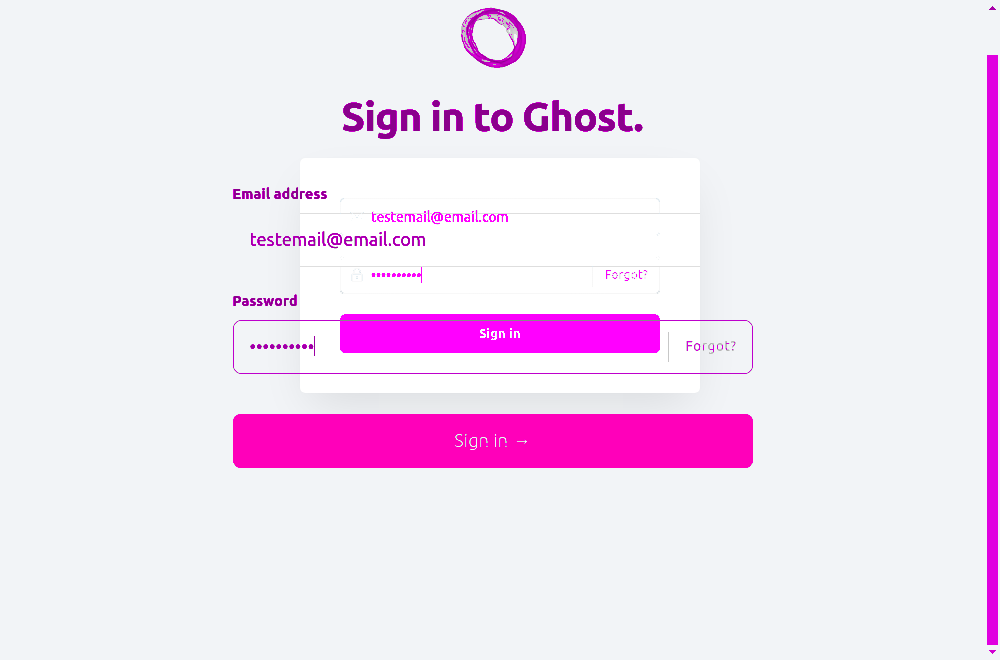 Sign in to Ghost.
Email address
testemail@email.com
testemail@email.com
••••••••••
Forgot?
Password
Sign in
••••••••••
Forgot?
Sign in →